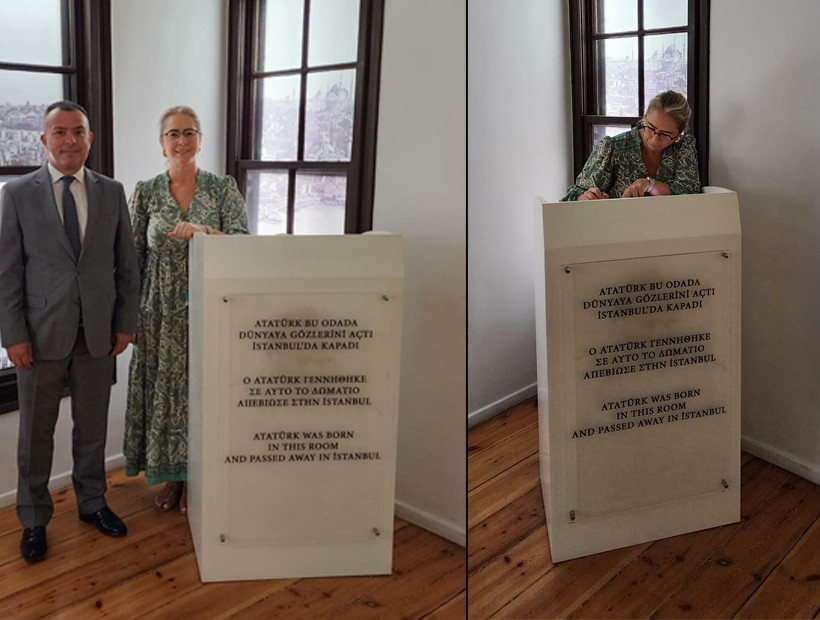 ATATÜRK BU ODADA
DÜNYAYA GÖZLERİNİ AÇTI
İSTANBUL'DA KAPADI
Ο ΑΤΑΤÜRΚ ΓΕΝΝΗΘΗΚΕ
ΣΕ ΑΥΤΟ ΤΟ ΔΩΜΑΤΙΟ
ΑΠΕΒΙΩΣΕ ΣΤΗΝ İSTANBUL
ATATÜRK WAS BORN
IN THIS ROOM
AND PASSED AWAY IN İSTANBUL
ATATÜRK BU ODADA
DÜNYAYA GÖZLERİNİ AÇTI
İSTANBUL'DA KAPADI
Ο ΑΤΑΤÜRΚ ΓΕΝΝΗΘΗΚΕ
ΣΕ ΑΥΤΟ ΤΟ ΔΩΜΑΤΙΟ
ΑΠΕΒΙΩΣΕ ΣΤΗΝ İSTANBUL
ATATÜRK WAS BORN
IN THIS ROOM
AND PASSED AWAY IN İSTANBUL